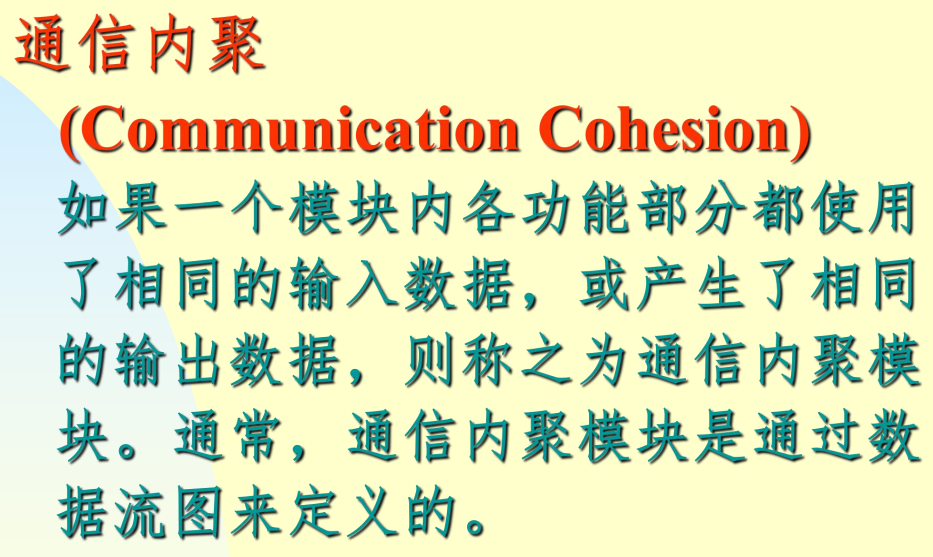 通信内聚
(Communication Cohesion)
如果一个模块内各功能部分都使用
了相同的输入数据，或产生了相同
的输出数据，则称之为通信内聚模
块。通常，通信内聚模块是通过数
据流图来定义的。